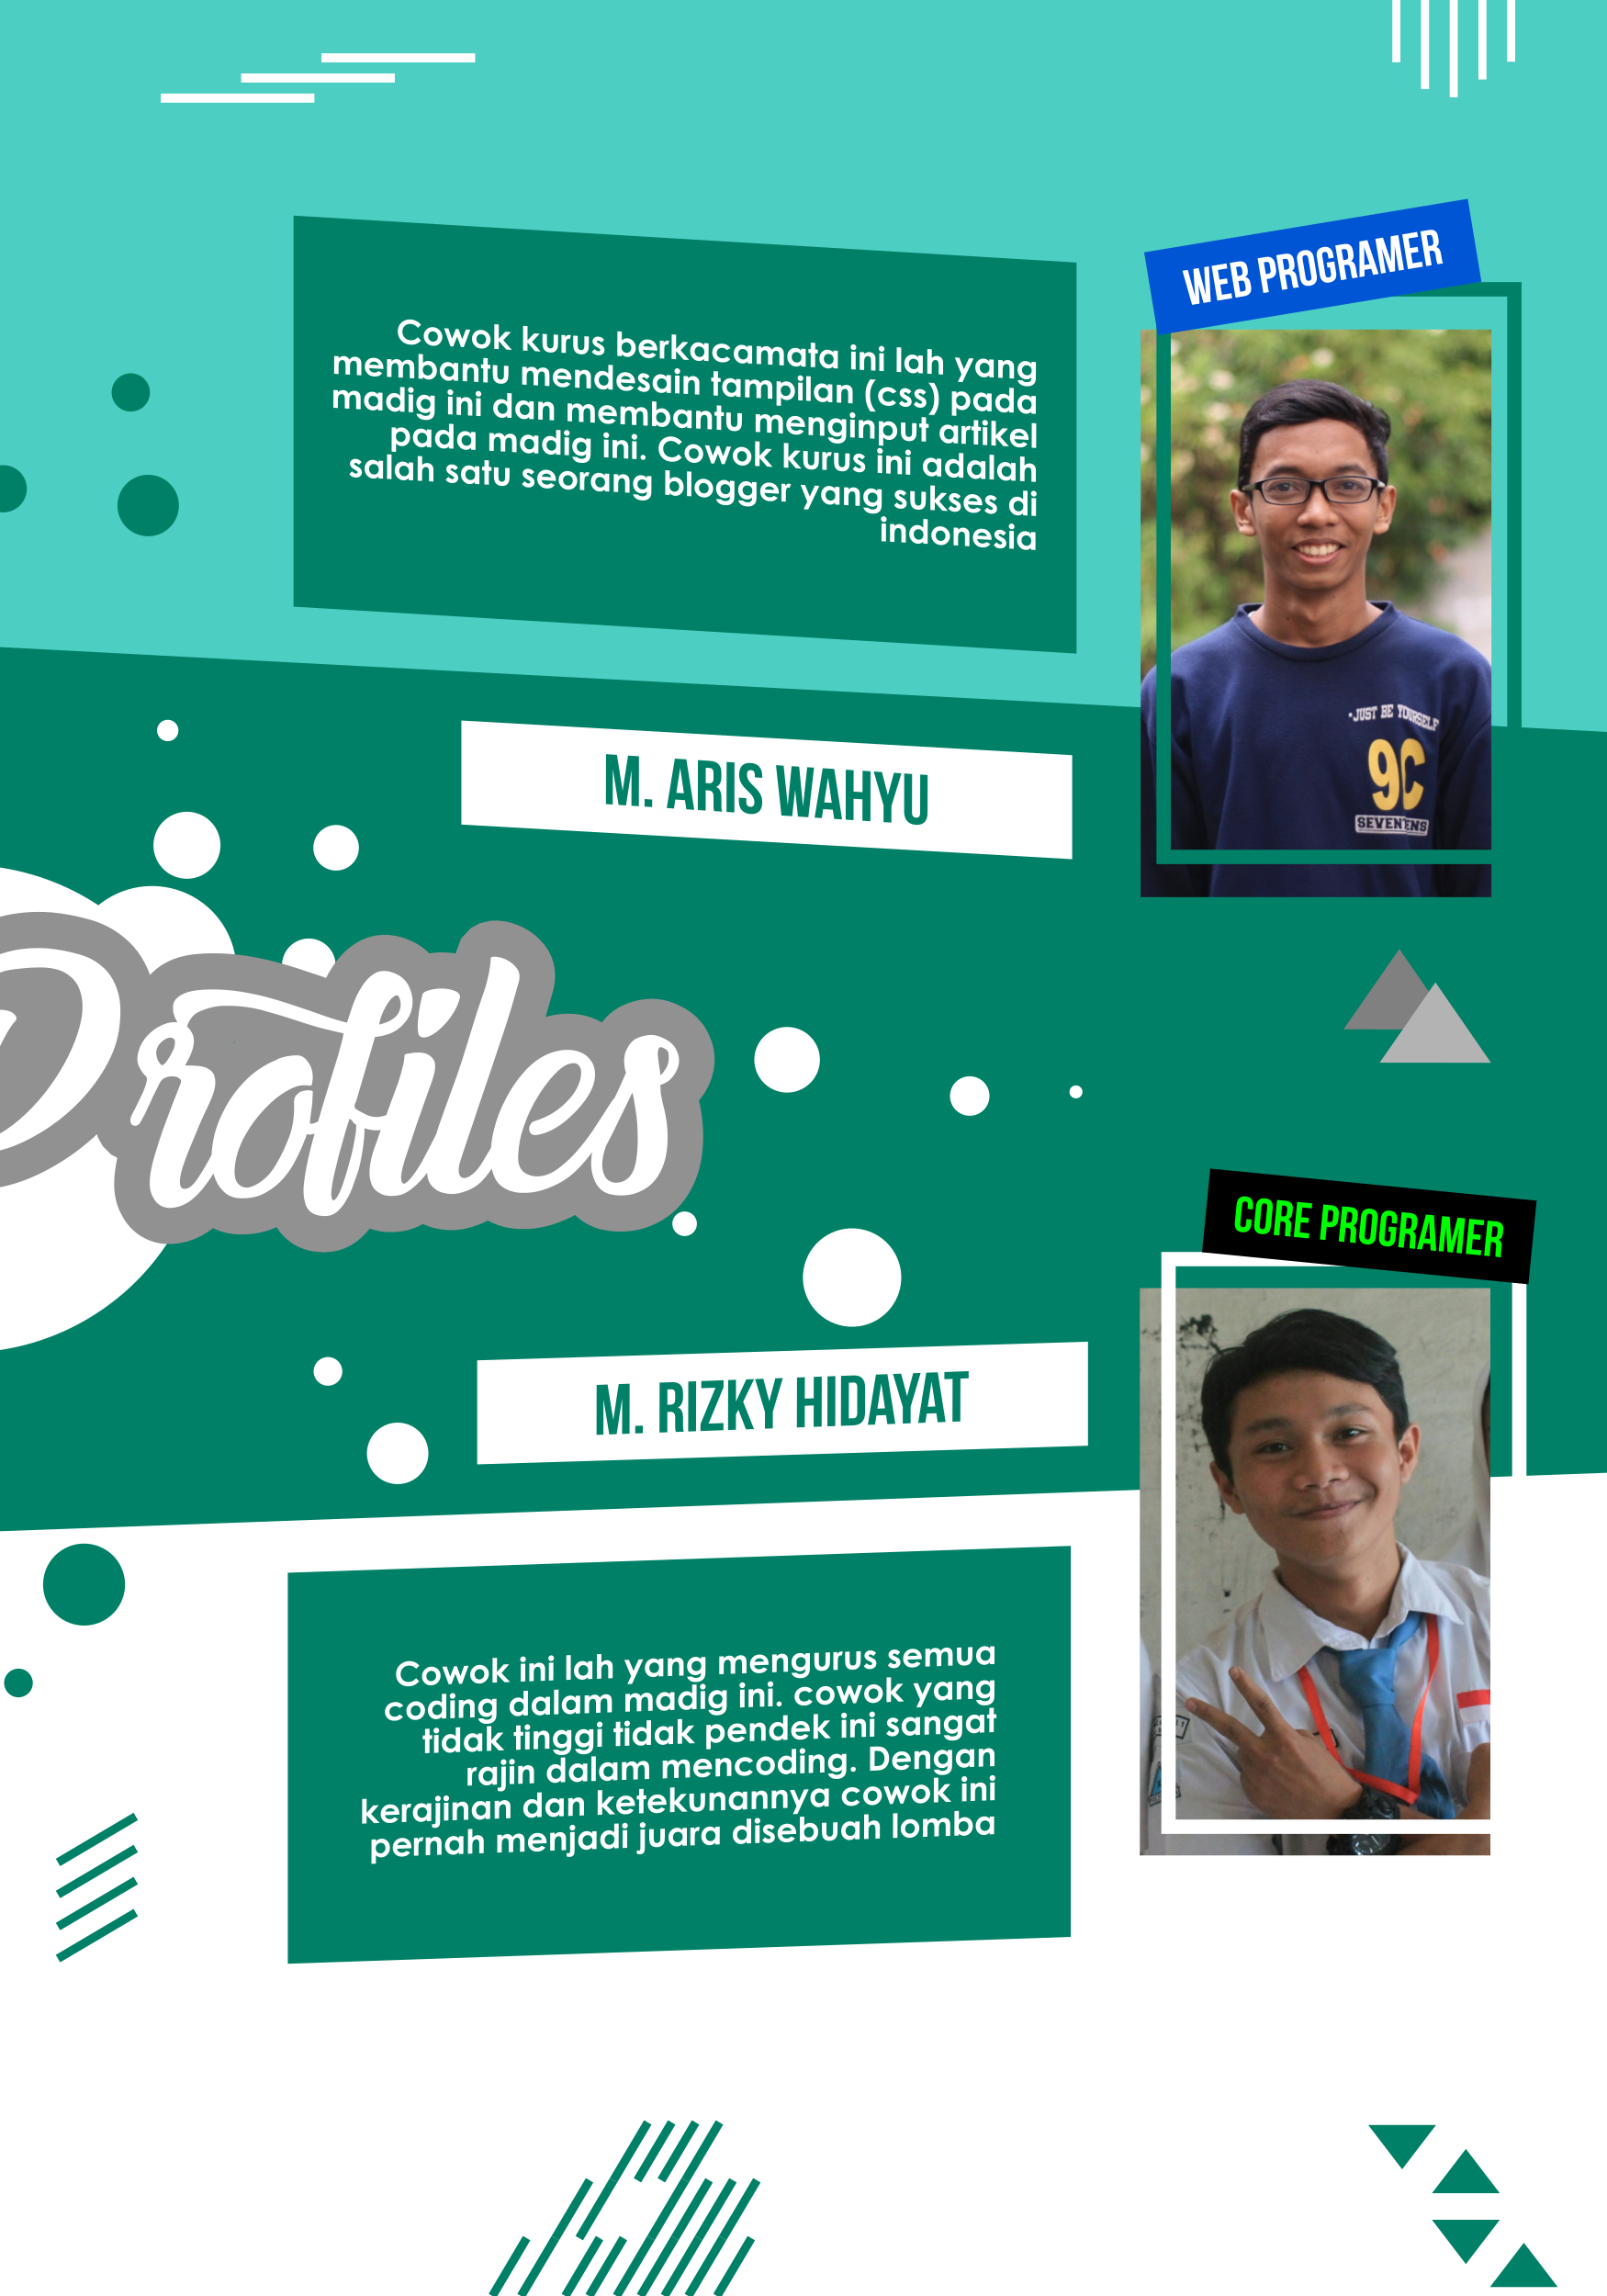 WEB PROGRAMER
Cowok kurus berkacamata ini lah yang
membantu mendesain tampilan (css) pada
madig ini dan membantu menginput artikel
pada madig ini. Cowok kurus ini adalah
salah satu seorang blogger yang sukses di
indonesia
•JUST BE YOURSELF
9C
SEVENTENS
M. ARIS WAHYU
Profiles
CORE PROGRAMER
M. RIZKY HIDAYAT
Cowok ini lah yang mengurus semua
coding dalam madig ini. cowok yang
tidak tinggi tidak pendek ini sangat
rajin dalam mencoding. Dengan
kerajinan dan ketekunannya cowok ini
pernah menjadi juara disebuah lomba